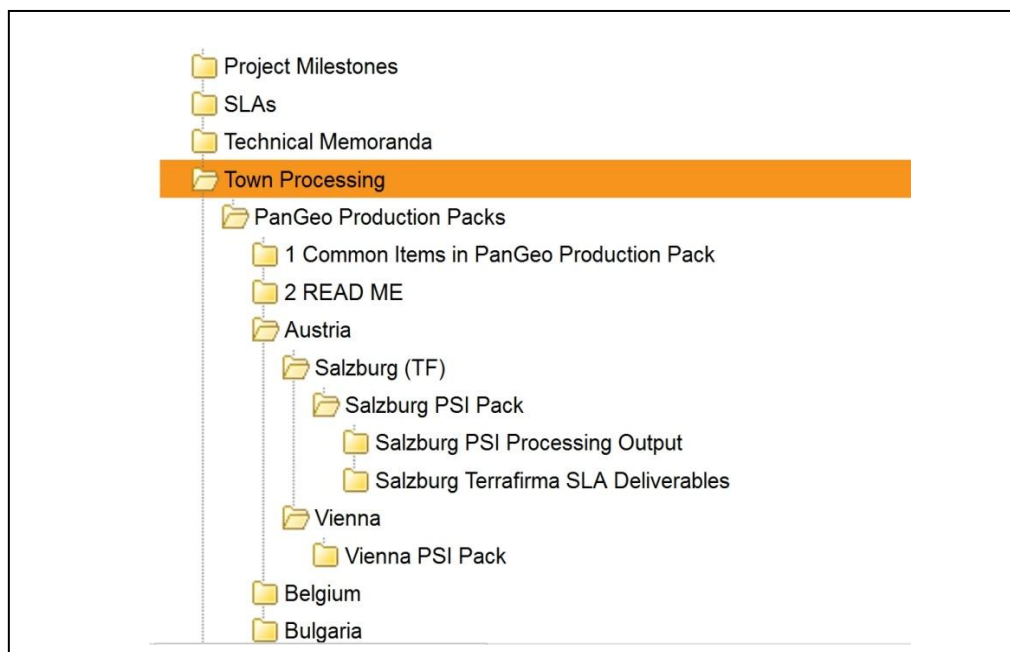 Project Milestones
SLAs
Technical Memoranda
Town Processing
PanGeo Production Packs
1 Common Items in PanGeo Production Pack
2 READ ME
Austria
Salzburg (TF)
Salzburg PSI Pack
Salzburg PSI Processing Output
Salzburg Terrafirma SLA Deliverables
Vienna
Vienna PSI Pack
Belgium
Bulgaria